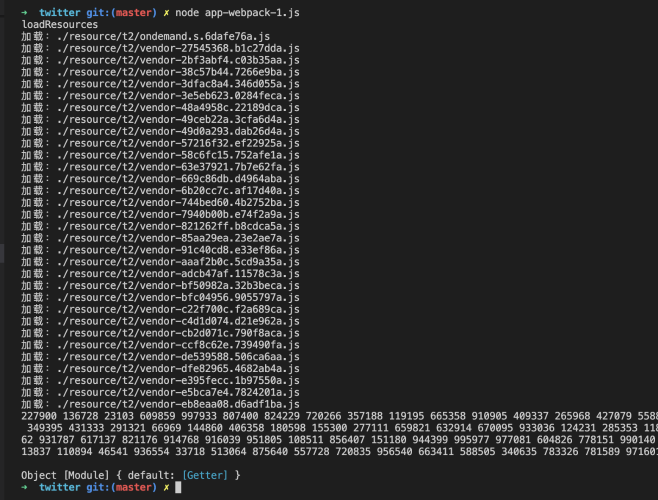 ➜ twitter git:(master) ✗ node app-webpack-1.js
loadResources
加载: ./resource/t2/ondemand.s.6dafe76a.js
加载: ./resource/t2/vendor-27545368.b1c27dda.js
加载: ./resource/t2/vendor-2bf3abf4.c03b35aa.js
加载: ./resource/t2/vendor-38c57b44.7266e9ba.js
加载: ./resource/t2/vendor-3dfac8a4.346d055a.js
加载: ./resource/t2/vendor-3e5eb623.0284feca.js
加载: ./resource/t2/vendor-48a4958c.22189dca.js
加载: ./resource/t2/vendor-49ceb22a.3cfa6d4a.js
加载: ./resource/t2/vendor-49d0a293.dab26d4a.js
加载: ./resource/t2/vendor-57216f32.ef22925a.js
加载: ./resource/t2/vendor-58c6fc15.752afe1a.js
加载: ./resource/t2/vendor-63e37921.7b7e62fa.js
加载: ./resource/t2/vendor-669c86db.d4964aba.js
加载: ./resource/t2/vendor-6b20cc7c.af17d40a.js
加载: ./resource/t2/vendor-744bed60.4b2752ba.js
加载: ./resource/t2/vendor-7940b00b.e74f2a9a.js
加载: ./resource/t2/vendor-821262ff.b8cdca5a.js
加载: ./resource/t2/vendor-85aa29ea.23e2ae7a.js
加载: ./resource/t2/vendor-91c40cd8.e33ef86a.js
加载: ./resource/t2/vendor-aaaf2b0c.5cd9a35a.js
加载: ./resource/t2/vendor-adcb47af.11578c3a.js
加载: ./resource/t2/vendor-bf50982a.32b3beca.js
加载: ./resource/t2/vendor-bfc04956.9055797a.js
加载: ./resource/t2/vendor-c22f700c.f2a689ca.js
加载: ./resource/t2/vendor-c4d1d074.d21e962a.js
加载: ./resource/t2/vendor-cb2d071c.790f8aca.js
加载: ./resource/t2/vendor-ccf8c62e.739490fa.js
加载: ./resource/t2/vendor-de539588.506ca6aa.js
加载: ./resource/t2/vendor-dfe82965.4682ab4a.js
加载: ./resource/t2/vendor-e395fecc.1b97550a.js
加载: ./resource/t2/vendor-e5bca7e4.7824201a.js
加载: ./resource/t2/vendor-eb8eaa08.d6adf1ba.js
227900 136728 23103 609859 997933 807400 824229 720266 357188 119195 665358 910905 409337 265968 427079 5588
349395 431333 291321 66969 144860 406358 180598 155300 277111 659821 632914 670095 933036 124231 285353 118
62 931787 617137 821176 914768 916039 951805 108511 856407 151180 944399 995977 977081 604826 778151 990140
13837 110894 46541 936554 33718 513064 875640 557728 720835 956540 663411 588505 340635 783326 781589 971601
Object [Module] { default: [Getter] }
➜ twitter git:(master) ✗